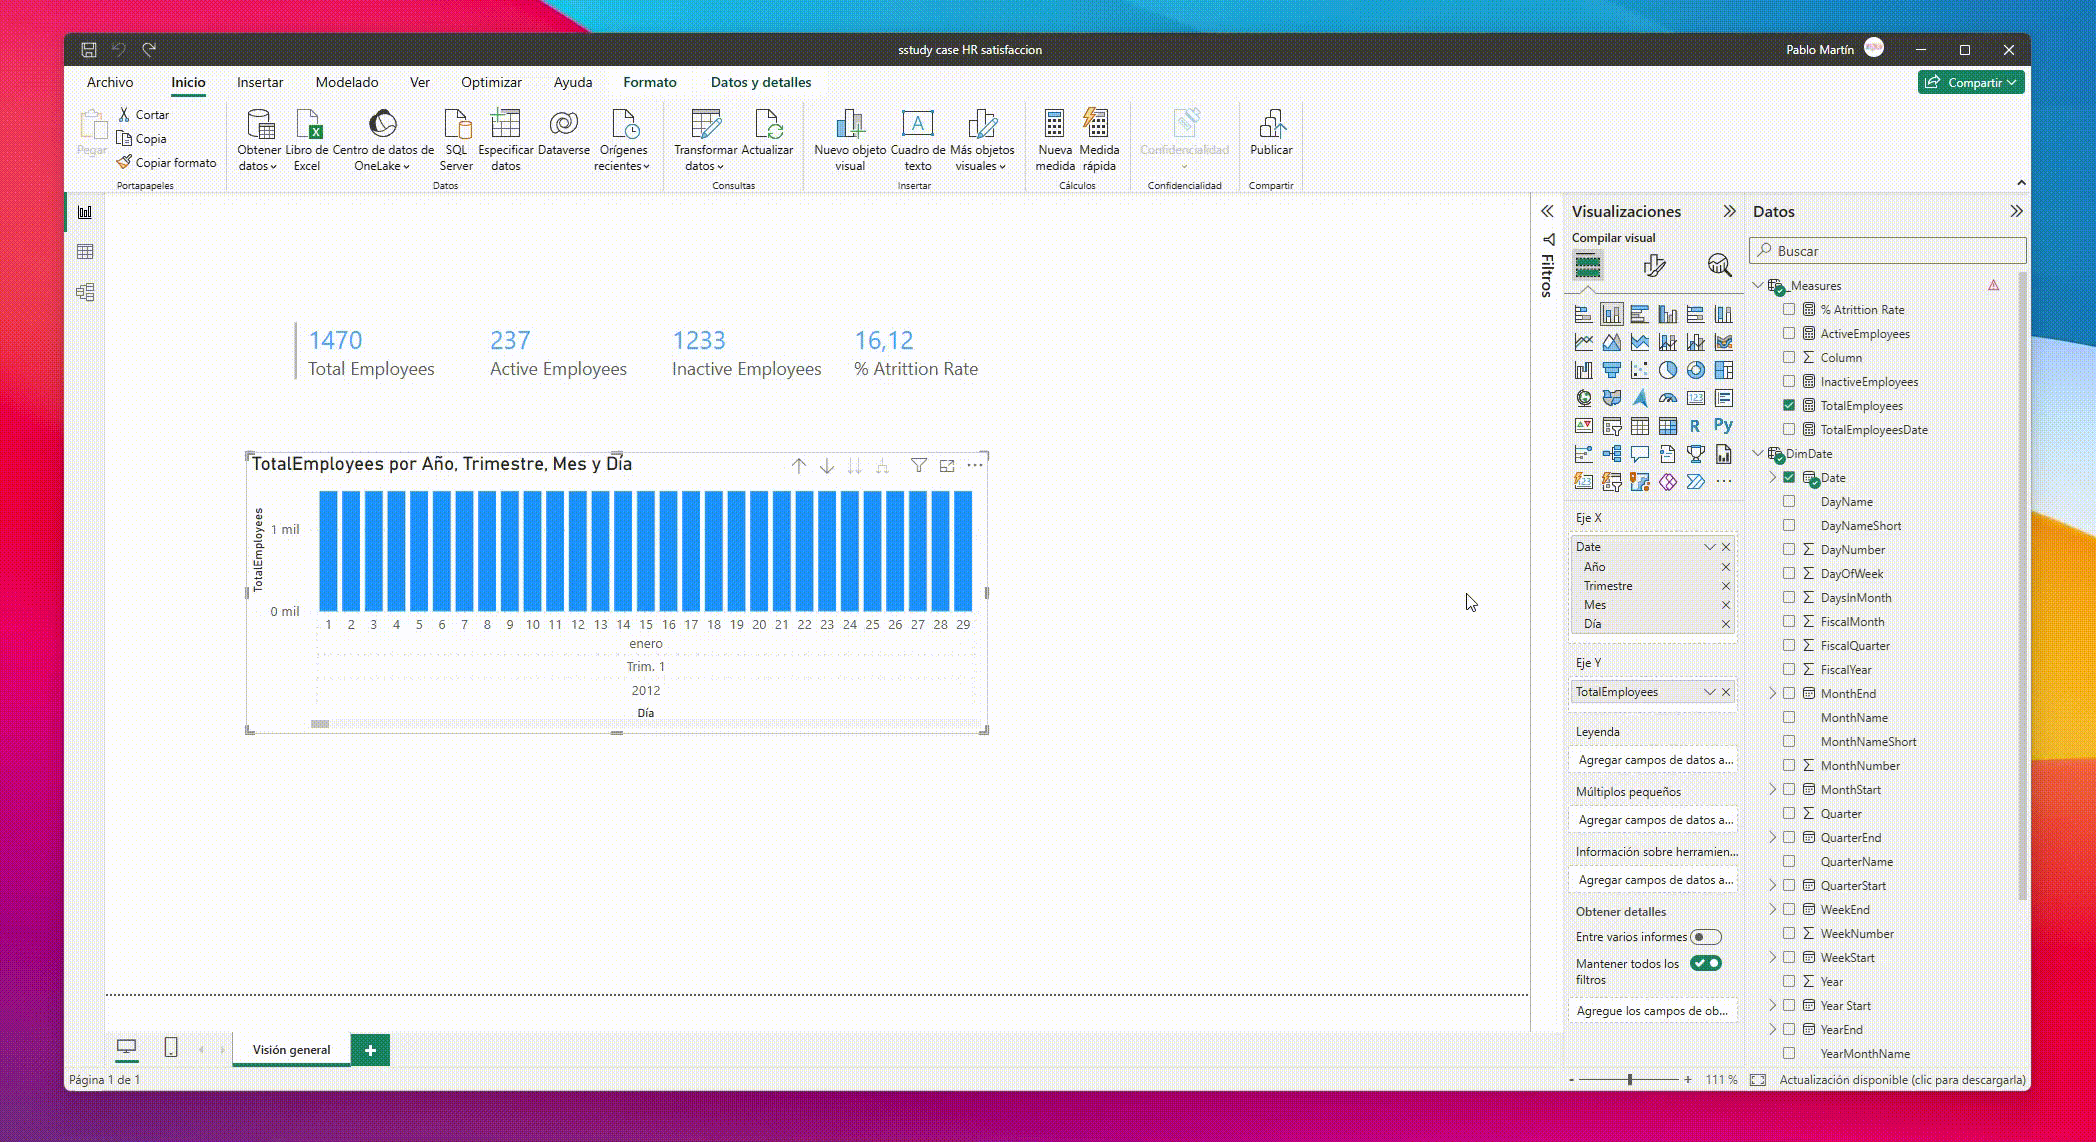 sstudy case HR satisfaccion
Pablo Martín
Archivo
Inicio
Insertar
Modelado
Ver
Optimizar
Ayuda
Formato
Datos y detalles
Compartir
Pegar
Cortar
Copia
Copiar formato
Portapapeles
Obtener datos
Libro de Excel
Centro de datos de OneLake
SQL Server
Especificar datos
Dataverse
Orígenes recientes
Datos
Transformar datos
Actualizar
Consultas
Nuevo objeto visual
Cuadro de texto
Más objetos visuales
Insertar
Nueva medida
Medida rápida
Cálculos
Confidencialidad
Confidencialidad
Publicar
Compartir
1470
Total Employees
237
Active Employees
1233
Inactive Employees
16,12
% Atrittion Rate
TotalEmployees por Año, Trimestre, Mes y Día
TotalEmployees
1 mil
0 mil
1 2 3 4 5 6 7 8 9 10 11 12 13 14 15 16 17 18 19 20 21 22 23 24 25 26 27 28 29
enero
Trim. 1
2012
Día
Filtros
Visualizaciones
Compilar visual
123
R
Py
123
Eje X
Date
Año
Trimestre
Mes
Día
Eje Y
TotalEmployees
Leyenda
Agregar campos de datos a...
Múltiplos pequeños
Agregar campos de datos a...
Información sobre herramien...
Agregar campos de datos a...
Obtener detalles
Entre varios informes
Mantener todos los
filtros
Agregue los campos de ob...
Datos
Buscar
_Measures
% Atrittion Rate
ActiveEmployees
Column
InactiveEmployees
TotalEmployees
TotalEmployeesDate
DimDate
Date
DayName
DayNameShort
DayNumber
DayOfWeek
DaysInMonth
FiscalMonth
FiscalQuarter
FiscalYear
MonthEnd
MonthName
MonthNameShort
MonthNumber
MonthStart
Quarter
QuarterEnd
QuarterName
QuarterStart
WeekEnd
WeekNumber
WeekStart
Year
Year Start
YearEnd
YearMonthName
Visión general
+
Página 1 de 1
- + 111 %
Actualización disponible (clic para descargarla)